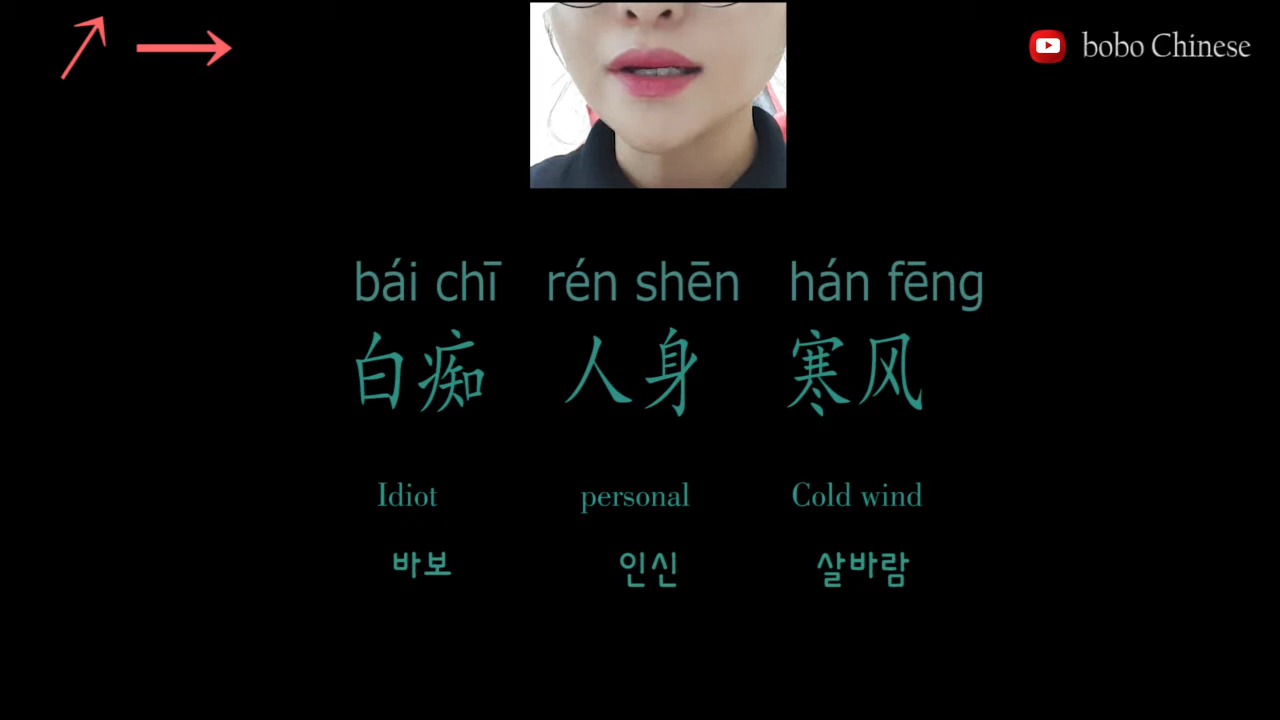 bobo Chinese
bái chī rén shēn hán fēng
白痴 人身 寒风
Idiot personal Cold wind
바보 인신 살바람